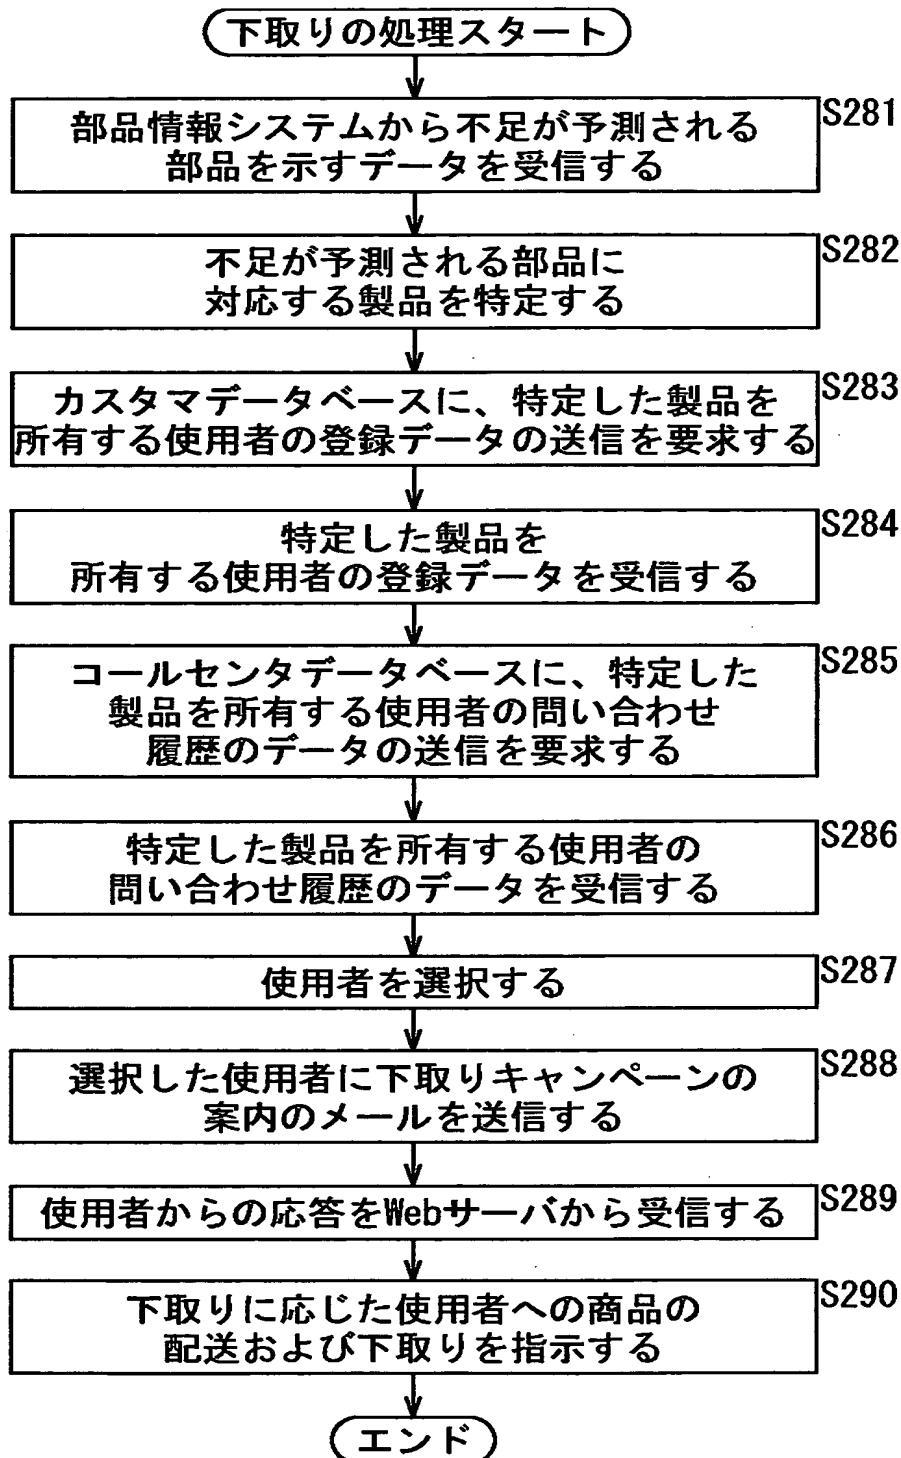 下取りの処理スタート
S281
部品情報システムから不足が予測される
部品を示すデータを受信する
S282
不足が予測される部品に
対応する製品を特定する
S283
カスタマデータベースに、特定した製品を
所有する使用者の登録データの送信を要求する
S284
特定した製品を
所有する使用者の登録データを受信する
S285
コールセンタデータベースに、特定した
製品を所有する使用者の問い合わせ
履歴のデータの送信を要求する
S286
特定した製品を所有する使用者の
問い合わせ履歴のデータを受信する
S287
使用者を選択する
S288
選択した使用者に下取りキャンペーンの
案内のメールを送信する
S289
使用者からの応答をWebサーバから受信する
S290
下取りに応じた使用者への商品の
配送および下取りを指示する
エンド